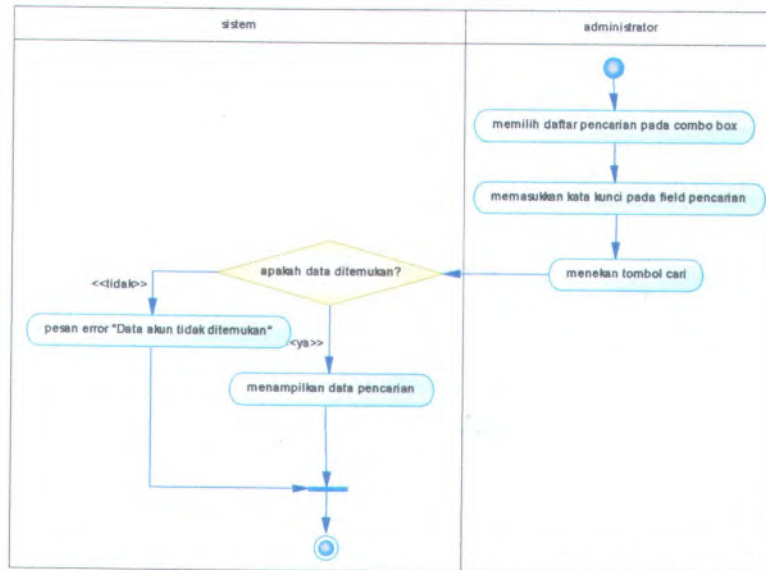 sistem
administrator
memilih daftar pencarian pada combo box
memasukkan kata kunci pada field pencarian
menekan tombol cari
apakah data ditemukan?
<<tidak>>
pesan error "Data akun tidak ditemukan"
<ya>>
menampilkan data pencarian